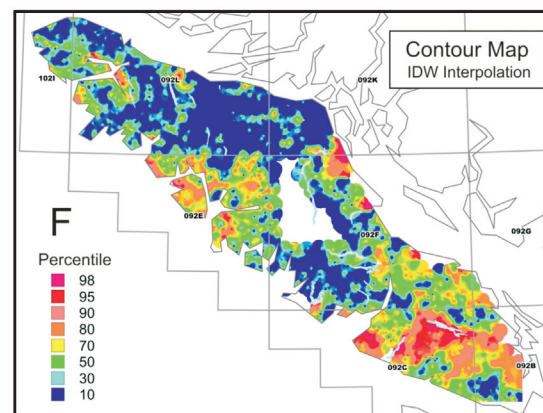 Contour Map
IDW Interpolation
102I
092L
092K
092E
F
092F
092G
Percentile
98
95
90
80
70
50
30
10
092C
092B